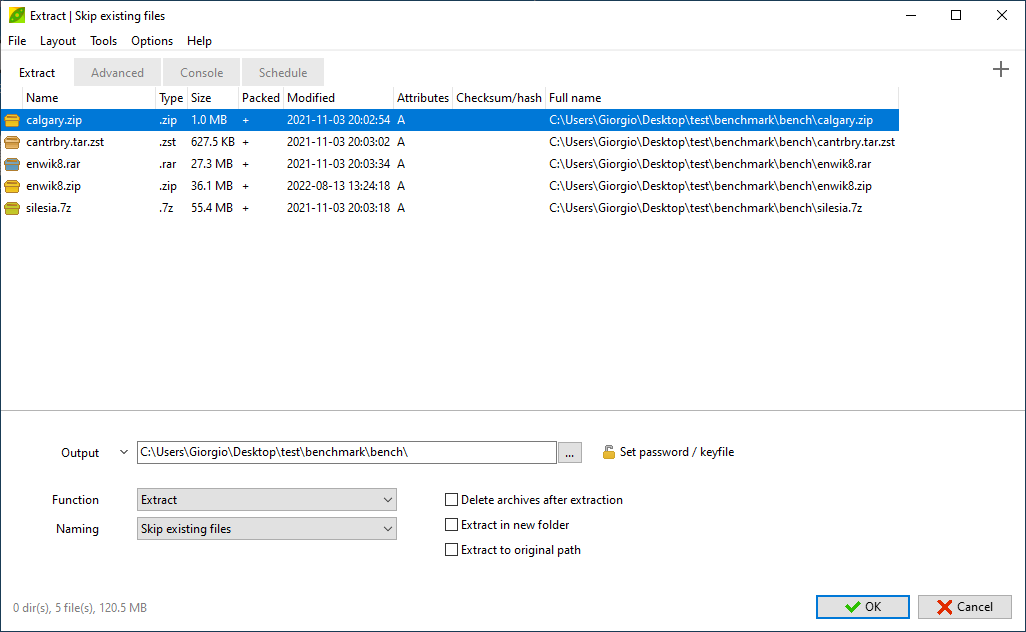 Extract | Skip existing files
File Layout Tools Options Help
Extract Advanced Console Schedule
Name Type Size Packed Modified Attributes Checksum/hash Full name
calgary.zip .zip 1.0 MB + 2021-11-03 20:02:54 A C:\Users\Giorgio\Desktop\test\benchmark\bench\calgary.zip
cantrbry.tar.zst .zst 627.5 KB + 2021-11-03 20:03:02 A C:\Users\Giorgio\Desktop\test\benchmark\bench\cantrbry.tar.zst
enwik8.rar .rar 27.3 MB + 2021-11-03 20:03:34 A C:\Users\Giorgio\Desktop\test\benchmark\bench\enwik8.rar
enwik8.zip .zip 36.1 MB + 2022-08-13 13:24:18 A C:\Users\Giorgio\Desktop\test\benchmark\bench\enwik8.zip
silesia.7z .7z 55.4 MB + 2021-11-03 20:03:18 A C:\Users\Giorgio\Desktop\test\benchmark\bench\silesia.7z
Output C:\Users\Giorgio\Desktop\test\benchmark\bench\ ... Set password / keyfile
Function Extract Delete archives after extraction
Naming Skip existing files Extract in new folder
Extract to original path
0 dir(s), 5 file(s), 120.5 MB OK Cancel